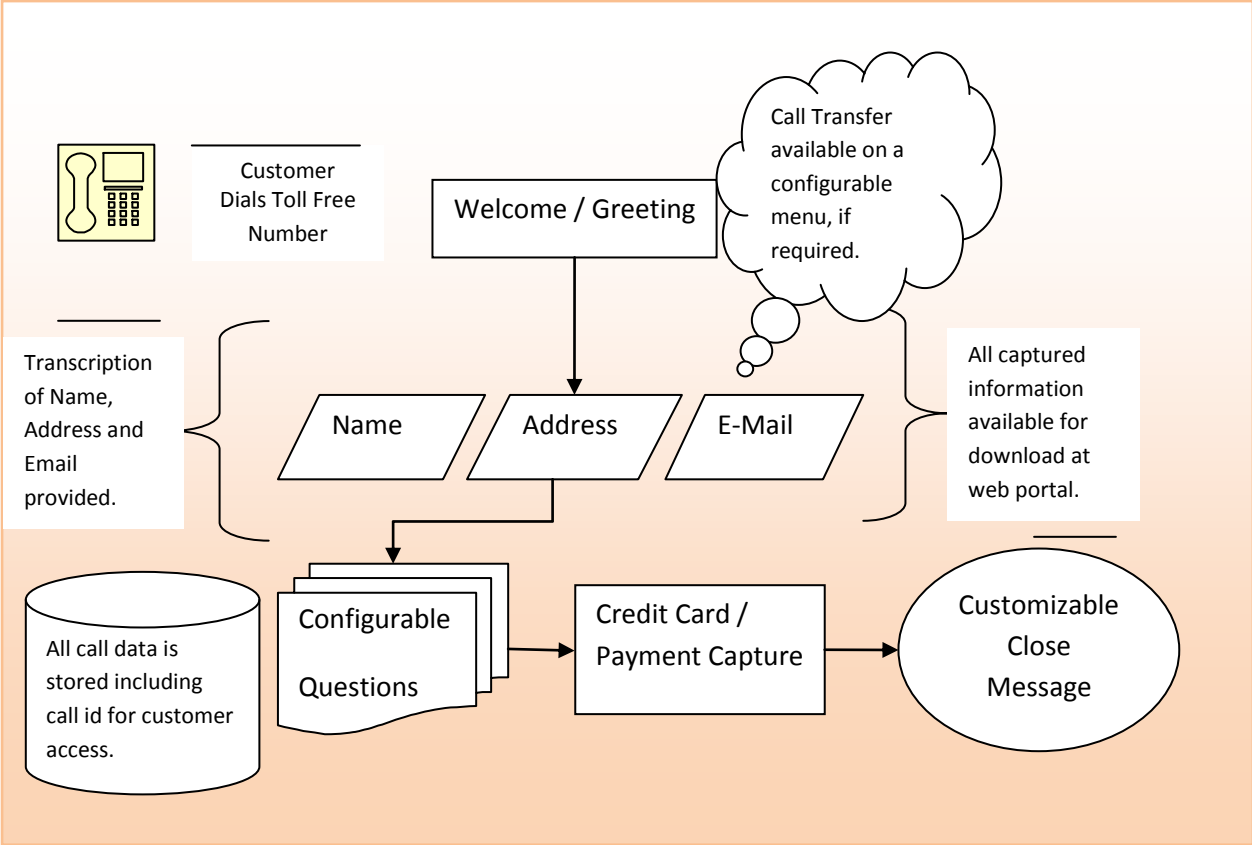 Customer
Dials Toll Free
Number
Welcome / Greeting
Call Transfer
available on a
configurable
menu, if
required.
Transcription
of Name,
Address and
Email
provided.
Name
Address
E-Mail
All captured
information
available for
download at
web portal.
All call data is
stored including
call id for customer
access.
Configurable
Questions
Credit Card /
Payment Capture
Customizable
Close
Message